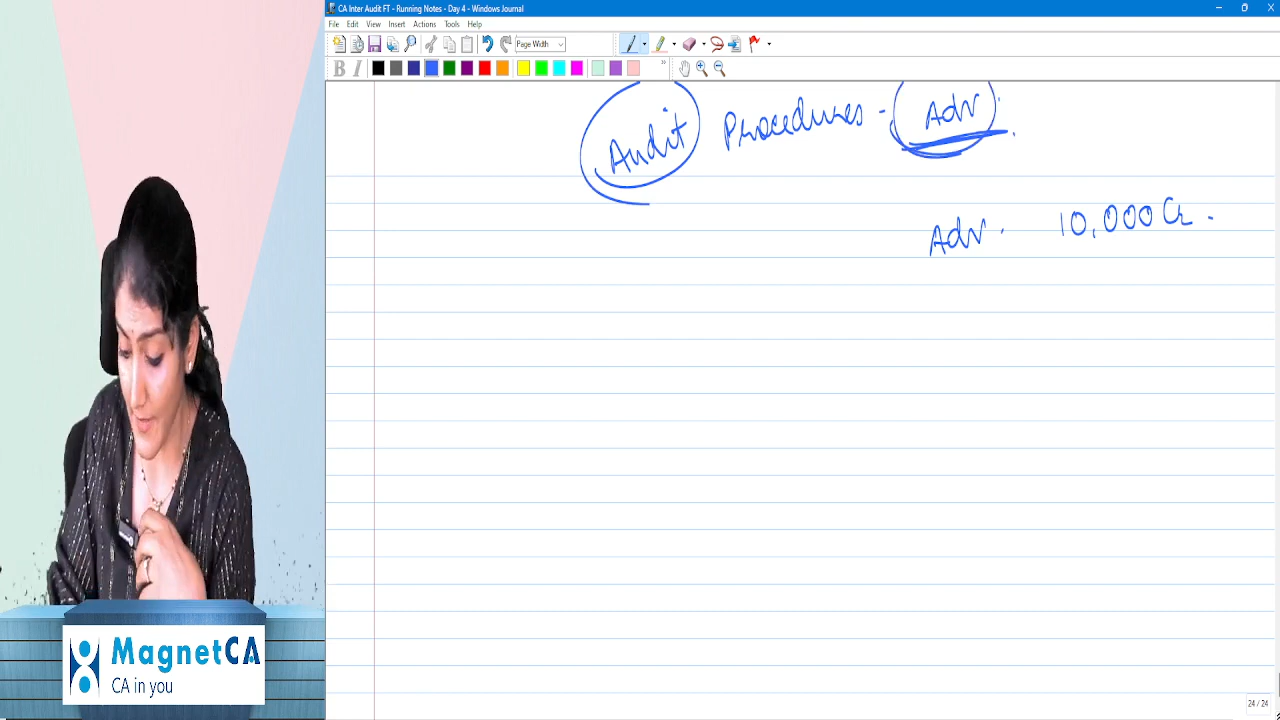 CA Inter Audit FT - Running Notes - Day 4 - Windows Journal
File Edit View Insert Actions Tools Help
Page Width
B I
Audit Procedures - Adv.
Adv. 10,000 Cr.
MagnetCA
CA in you
24 / 24